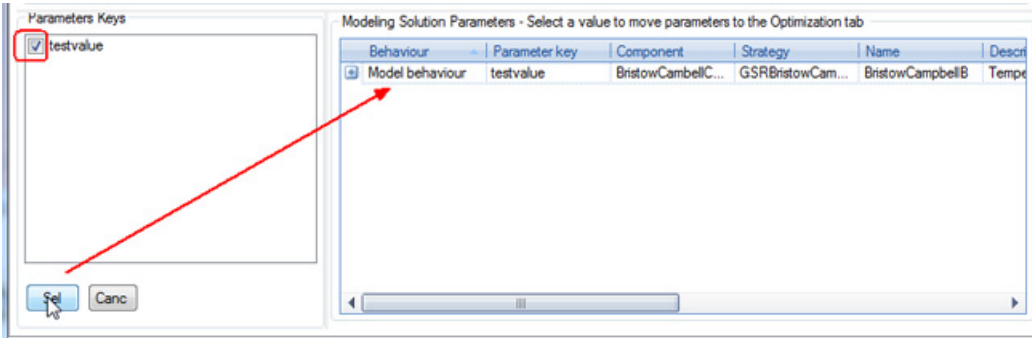 Parameters Keys
testvalue
Sel
Canc
Modeling Solution Parameters - Select a value to move parameters to the Optimization tab
Behaviour Parameter key Component Strategy Name Descri
Model behaviour testvalue BristowCambellC... GSRBristowCam... BristowCampbellB Tempe